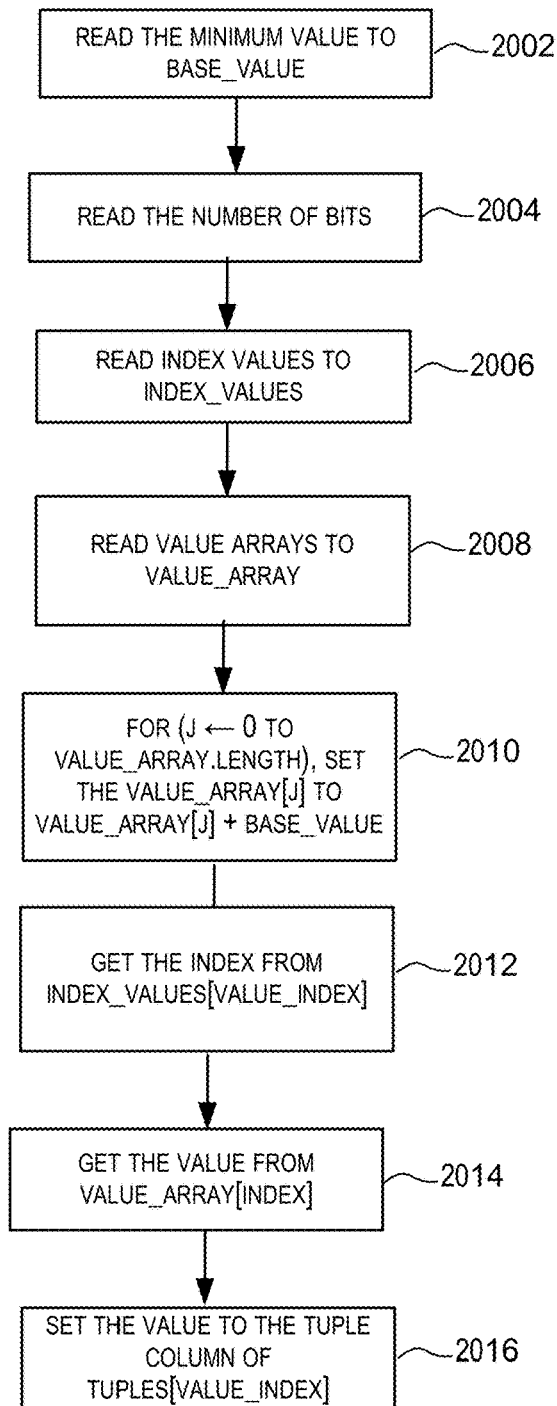 READ THE MINIMUM VALUE TO
BASE_VALUE
2002
READ THE NUMBER OF BITS
2004
READ INDEX VALUES TO
INDEX_VALUES
2006
READ VALUE ARRAYS TO
VALUE_ARRAY
2008
FOR (J ← 0 TO
VALUE_ARRAY.LENGTH), SET
THE VALUE_ARRAY[J] TO
VALUE_ARRAY[J] + BASE_VALUE
2010
GET THE INDEX FROM
INDEX_VALUES[VALUE_INDEX]
2012
GET THE VALUE FROM
VALUE_ARRAY[INDEX]
2014
SET THE VALUE TO THE TUPLE
COLUMN OF
TUPLES[VALUE_INDEX]
2016